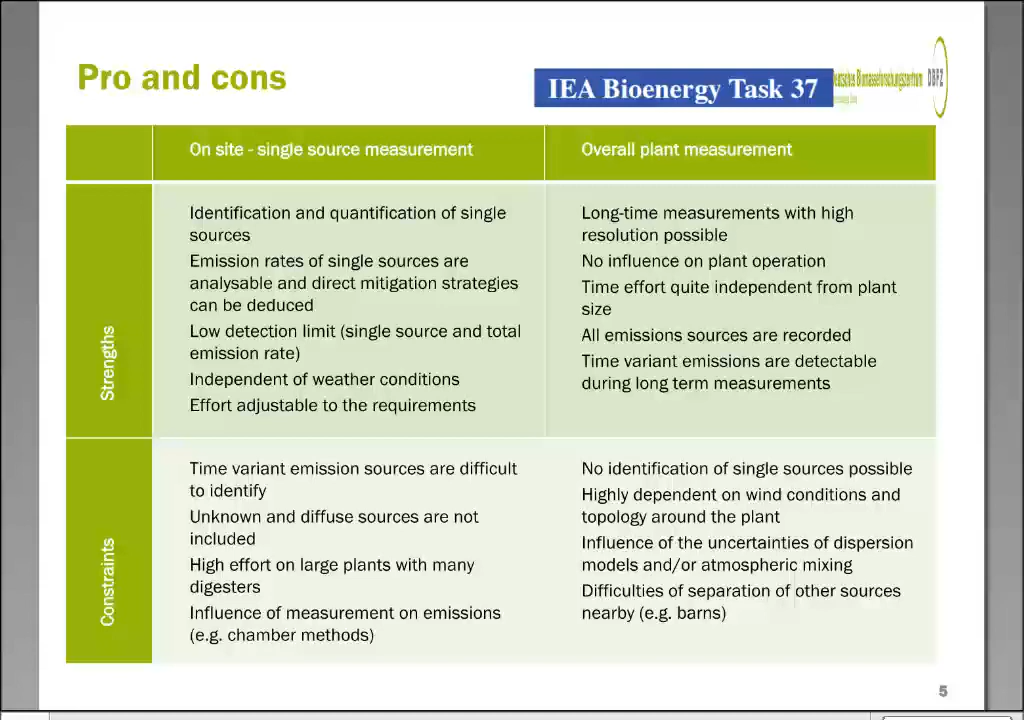 Pro and cons
IEA Bioenergy Task 37
Biomasseforschungszentrum
DBFZ
On site - single source measurement
Overall plant measurement
Strengths
Identification and quantification of single
sources
Emission rates of single sources are
analysable and direct mitigation strategies
can be deduced
Low detection limit (single source and total
emission rate)
Independent of weather conditions
Effort adjustable to the requirements
Long-time measurements with high
resolution possible
No influence on plant operation
Time effort quite independent from plant
size
All emissions sources are recorded
Time variant emissions are detectable
during long term measurements
Constraints
Time variant emission sources are difficult
to identify
Unknown and diffuse sources are not
included
High effort on large plants with many
digesters
Influence of measurement on emissions
(e.g. chamber methods)
No identification of single sources possible
Highly dependent on wind conditions and
topology around the plant
Influence of the uncertainties of dispersion
models and/or atmospheric mixing
Difficulties of separation of other sources
nearby (e.g. barns)
5